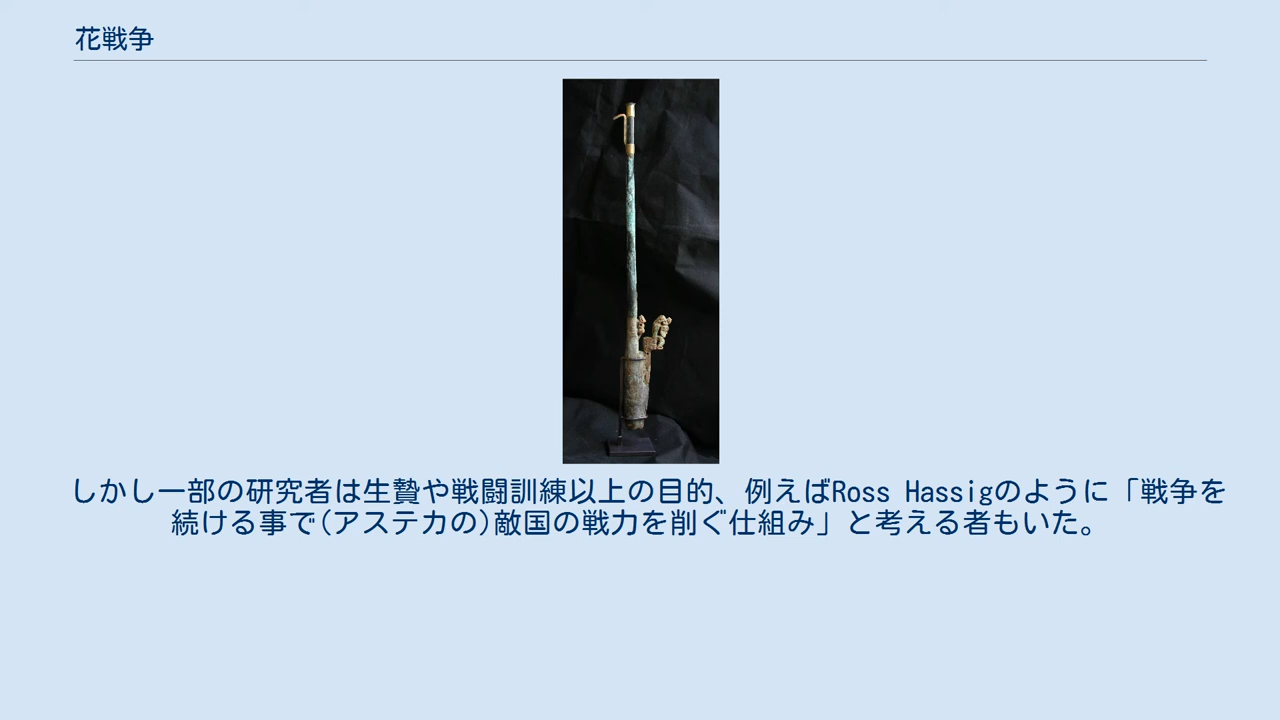 花戦争
しかし一部の研究者は生贄や戦闘訓練以上の目的、例えばRoss Hassigのように「戦争を
続ける事で(アステカの)敵国の戦力を削ぐ仕組み」と考える者もいた。